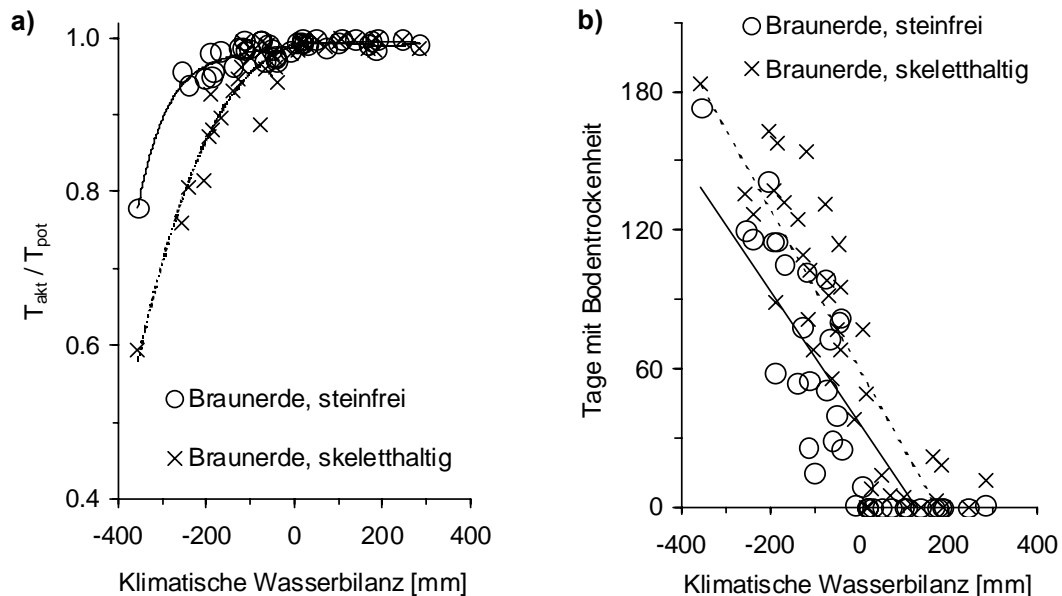 a)
1.0
0.8
0.6
0.4
T_akt / T_pot
Braunerde, steinfrei
Braunerde, skeletthaltig
-400 -200 0 200 400
Klimatische Wasserbilanz [mm]
b)
Braunerde, steinfrei
Braunerde, skeletthaltig
180
120
60
0
Tage mit Bodentrockenheit
-400 -200 0 200 400
Klimatische Wasserbilanz [mm]